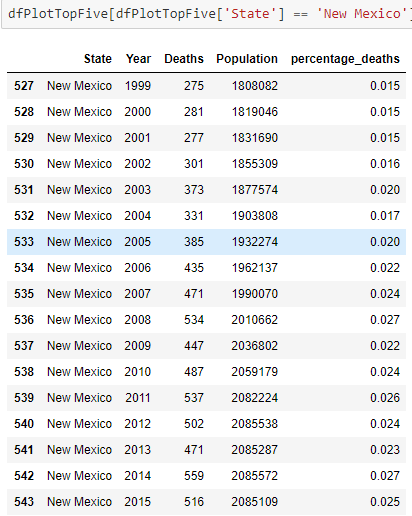 dfPlotTopFive[dfPlotTopFive['State'] == 'New Mexico']
State Year Deaths Population percentage_deaths
527 New Mexico 1999 275 1808082 0.015
528 New Mexico 2000 281 1819046 0.015
529 New Mexico 2001 277 1831690 0.015
530 New Mexico 2002 301 1855309 0.016
531 New Mexico 2003 373 1877574 0.020
532 New Mexico 2004 331 1903808 0.017
533 New Mexico 2005 385 1932274 0.020
534 New Mexico 2006 435 1962137 0.022
535 New Mexico 2007 471 1990070 0.024
536 New Mexico 2008 534 2010662 0.027
537 New Mexico 2009 447 2036802 0.022
538 New Mexico 2010 487 2059179 0.024
539 New Mexico 2011 537 2082224 0.026
540 New Mexico 2012 502 2085538 0.024
541 New Mexico 2013 471 2085287 0.023
542 New Mexico 2014 559 2085572 0.027
543 New Mexico 2015 516 2085109 0.025